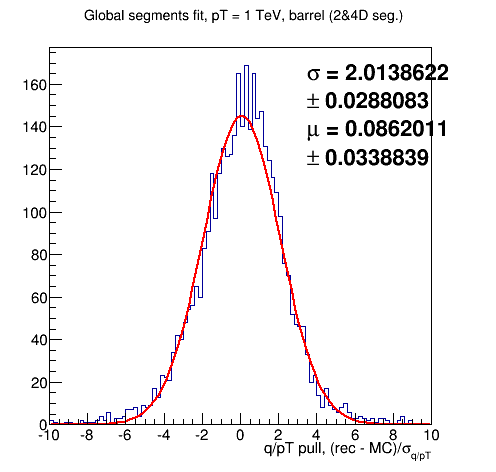 Global segments fit, pT = 1 TeV, barrel (2&4D seg.)
σ = 2.0138622
± 0.0288083
μ = 0.0862011
± 0.0338839
160
140
120
100
80
60
40
20
0
-10 -8 -6 -4 -2 0 2 4 6 8 10
q/pT pull, (rec - MC)/σq/pT